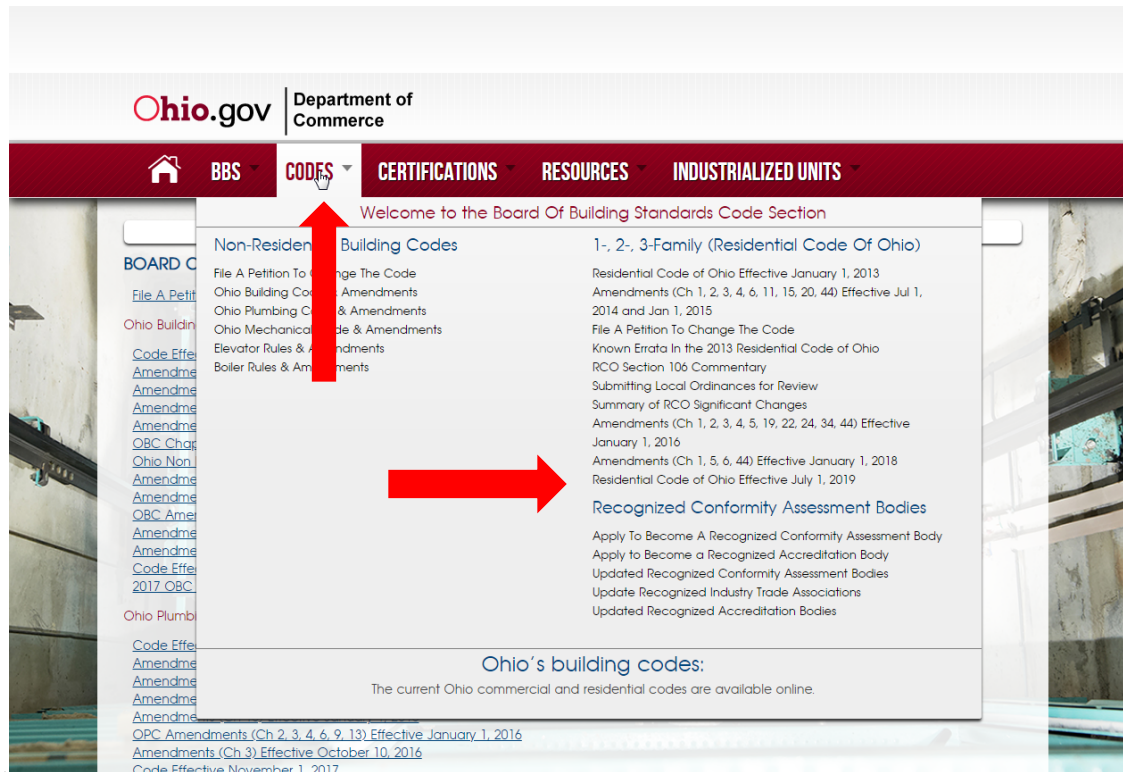 Ohio.gov
Department of
Commerce
BBS
CODES
CERTIFICATIONS
RESOURCES
INDUSTRIALIZED UNITS
Welcome to the Board Of Building Standards Code Section
Non-Residen Building Codes
File A Petition To nge The Code
Ohio Building Co Amendments
Ohio Plumbing C & Amendments
Ohio Mechanical de & Amendments
Elevator Rules & A ndments
Boiler Rules & Am ments
1-, 2-, 3-Family (Residential Code Of Ohio)
Residential Code of Ohio Effective January 1, 2013
Amendments (Ch 1, 2, 3, 4, 6, 11, 15, 20, 44) Effective Jul 1,
2014 and Jan 1, 2015
File A Petition To Change The Code
Known Errata In the 2013 Residential Code of Ohio
RCO Section 106 Commentary
Submitting Local Ordinances for Review
Summary of RCO Significant Changes
Amendments (Ch 1, 2, 3, 4, 5, 19, 22, 24, 34, 44) Effective
January 1, 2016
Amendments (Ch 1, 5, 6, 44) Effective January 1, 2018
Residential Code of Ohio Effective July 1, 2019
Recognized Conformity Assessment Bodies
Apply To Become A Recognized Conformity Assessment Body
Apply to Become a Recognized Accreditation Body
Updated Recognized Conformity Assessment Bodies
Update Recognized Industry Trade Associations
Updated Recognized Accreditation Bodies
Ohio's building codes:
The current Ohio commercial and residential codes are available online.
BOARD O
File A Petit
Ohio Buildin
Code Effe
Amendme
Amendme
Amendme
Amendme
OBC Chap
Ohio Non
Amendme
Amendme
OBC Amer
Amendme
Amendme
Code Effe
2017 OBC
Ohio Plumbi
Code Effe
Amendme
Amendme
Amendme
Amendme
OPC Amendments (Ch 2, 3, 4, 6, 9, 13) Effective January 1, 2016
Amendments (Ch 3) Effective October 10, 2016
Code Effective November 1, 2017